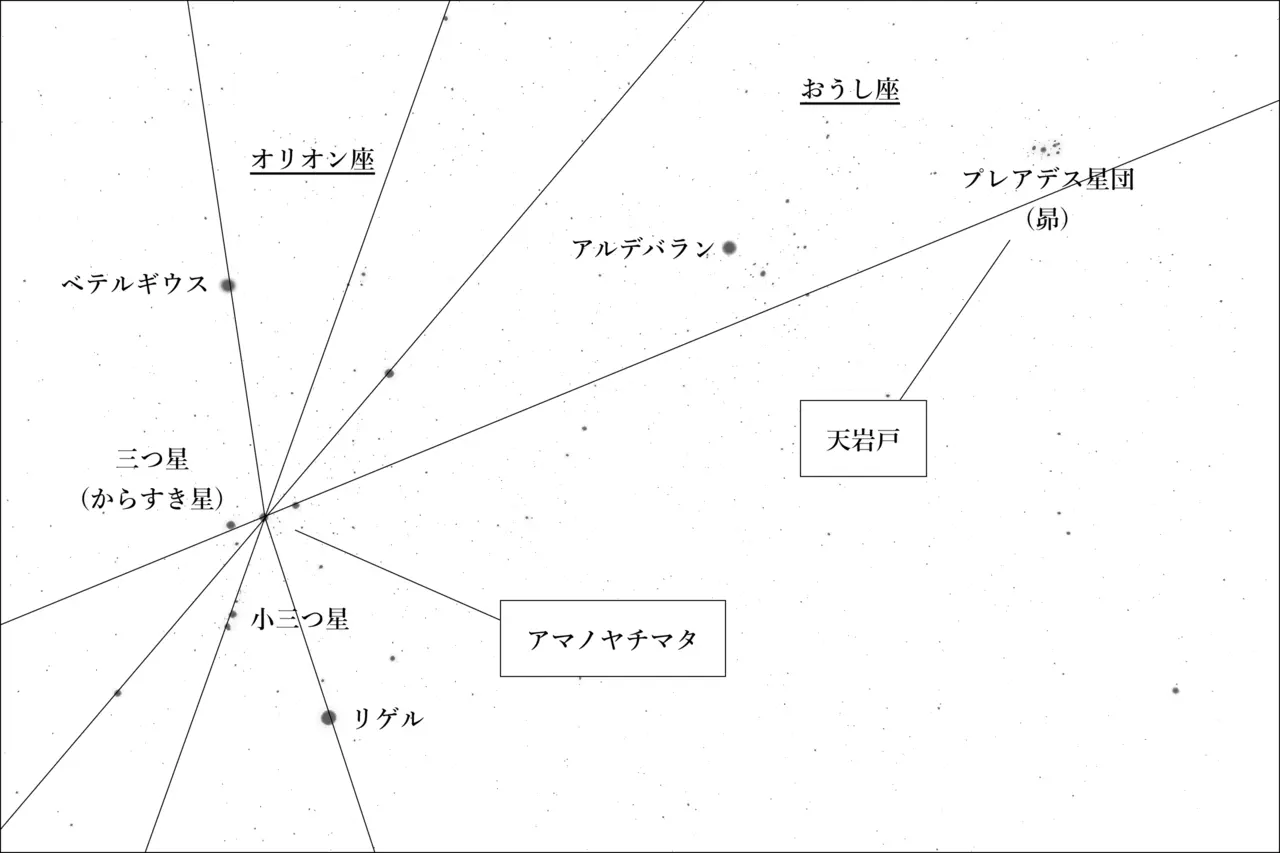 おうし座
オリオン座
プレアデス星団
（昴）
アルデバラン
ベテルギウス
天岩戸
三つ星
（からすき星）
小三つ星
アマノヤチマタ
リゲル